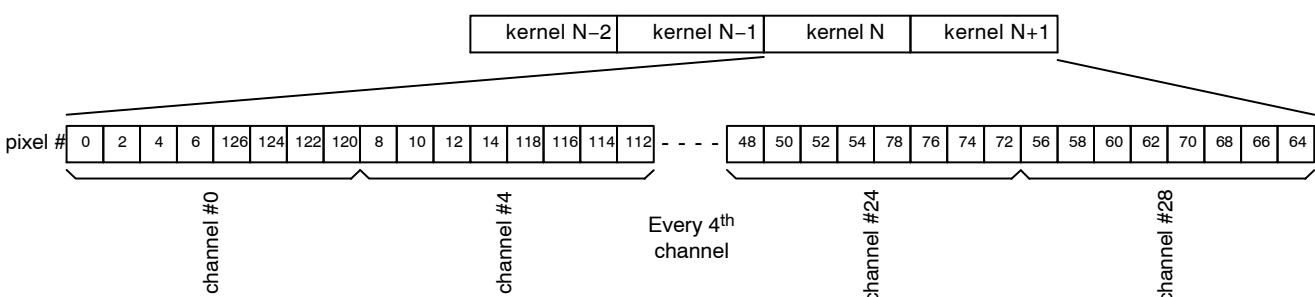 kernel N−2 kernel N−1 kernel N kernel N+1
pixel # 0 2 4 6 126 124 122 120 8 10 12 14 118 116 114 112 - - - - 48 50 52 54 78 76 74 72 56 58 60 62 70 68 66 64
channel #0
channel #4
Every 4th
channel
channel #24
channel #28